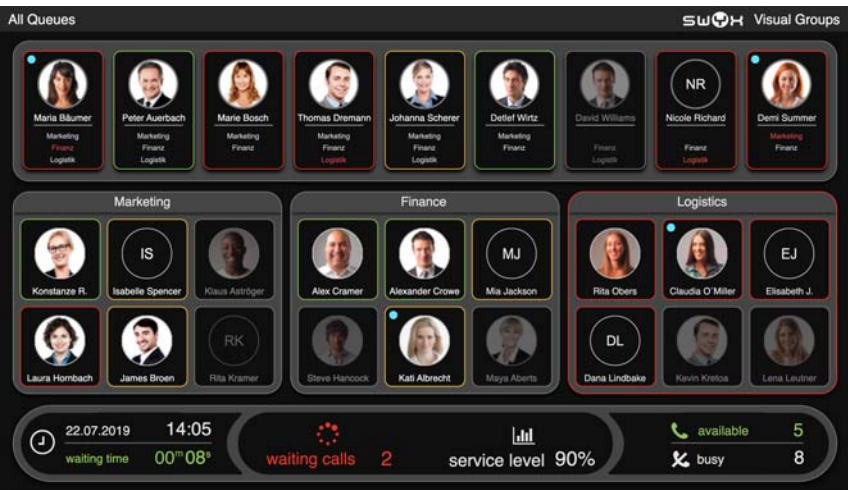 All Queues
swyx Visual Groups
Maria Bäumer
Marketing
Finanz
Logistik
Peter Auerbach
Marketing
Finanz
Logistik
Marie Bosch
Marketing
Finanz
Thomas Dremann
Marketing
Finanz
Logistik
Johanna Scherer
Marketing
Finanz
Logistik
Detlef Wirtz
Marketing
Finanz
David Williams
Finanz
Logistik
NR
Nicole Richard
Finanz
Logistik
Demi Summer
Marketing
Finanz
Marketing
Konstanze R.
IS
Isabelle Spencer
Klaus Aströger
Laura Hornbach
James Broen
RK
Rita Kramer
Finance
Alex Cramer
Alexander Crowe
MJ
Mia Jackson
Steve Hancock
Kati Albrecht
Maya Aberts
Logistics
Rita Obers
Claudia O´Miller
EJ
Elisabeth J.
DL
Dana Lindbake
Kevin Kretoa
Lena Leutner
22.07.2019 14:05
waiting time 00m 08s
waiting calls 2
service level 90%
available 5
busy 8